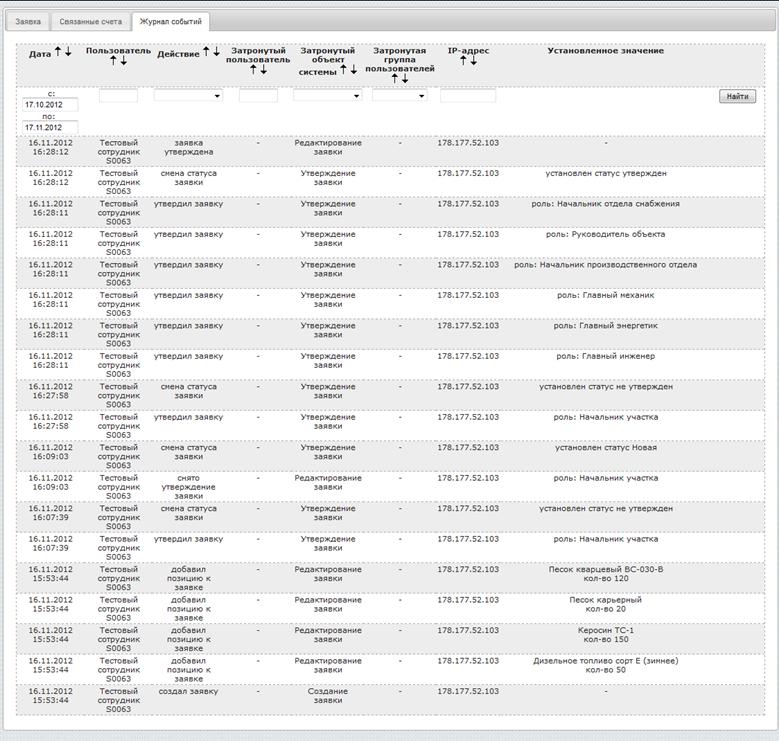 Заявка Связанные счета Журнал событий
Дата Пользователь Действие Затронутый пользователь Затронутый объект системы Затронутая группа пользователей IP-адрес Установленное значение
с:
17.10.2012
по:
17.11.2012
Найти
16.11.2012 16:28:12 Тестовый сотрудник S0063 заявка утверждена - Редактирование заявки - 178.177.52.103 -
16.11.2012 16:28:12 Тестовый сотрудник S0063 смена статуса заявки - Утверждение заявки - 178.177.52.103 установлен статус утвержден
16.11.2012 16:28:11 Тестовый сотрудник S0063 утвердил заявку - Утверждение заявки - 178.177.52.103 роль: Начальник отдела снабжения
16.11.2012 16:28:11 Тестовый сотрудник S0063 утвердил заявку - Утверждение заявки - 178.177.52.103 роль: Руководитель объекта
16.11.2012 16:28:11 Тестовый сотрудник S0063 утвердил заявку - Утверждение заявки - 178.177.52.103 роль: Начальник производственного отдела
16.11.2012 16:28:11 Тестовый сотрудник S0063 утвердил заявку - Утверждение заявки - 178.177.52.103 роль: Главный механик
16.11.2012 16:28:11 Тестовый сотрудник S0063 утвердил заявку - Утверждение заявки - 178.177.52.103 роль: Главный энергетик
16.11.2012 16:28:11 Тестовый сотрудник S0063 утвердил заявку - Утверждение заявки - 178.177.52.103 роль: Главный инженер
16.11.2012 16:27:58 Тестовый сотрудник S0063 смена статуса заявки - Утверждение заявки - 178.177.52.103 установлен статус не утвержден
16.11.2012 16:27:58 Тестовый сотрудник S0063 утвердил заявку - Утверждение заявки - 178.177.52.103 роль: Начальник участка
16.11.2012 16:09:03 Тестовый сотрудник S0063 смена статуса заявки - Утверждение заявки - 178.177.52.103 установлен статус Новая
16.11.2012 16:09:03 Тестовый сотрудник S0063 снято утверждение заявки - Редактирование заявки - 178.177.52.103 роль: Начальник участка
16.11.2012 16:07:39 Тестовый сотрудник S0063 смена статуса заявки - Утверждение заявки - 178.177.52.103 установлен статус не утвержден
16.11.2012 16:07:39 Тестовый сотрудник S0063 утвердил заявку - Утверждение заявки - 178.177.52.103 роль: Начальник участка
16.11.2012 15:53:44 Тестовый сотрудник S0063 добавил позицию к заявке - Редактирование заявки - 178.177.52.103 Песок кварцевый ВС-030-В кол-во 120
16.11.2012 15:53:44 Тестовый сотрудник S0063 добавил позицию к заявке - Редактирование заявки - 178.177.52.103 Песок карьерный кол-во 20
16.11.2012 15:53:44 Тестовый сотрудник S0063 добавил позицию к заявке - Редактирование заявки - 178.177.52.103 Керосин ТС-1 кол-во 150
16.11.2012 15:53:44 Тестовый сотрудник S0063 добавил позицию к заявке - Редактирование заявки - 178.177.52.103 Дизельное топливо сорт Е (зимнее) кол-во 50
16.11.2012 15:53:44 Тестовый сотрудник S0063 создал заявку - Создание заявки - 178.177.52.103 -